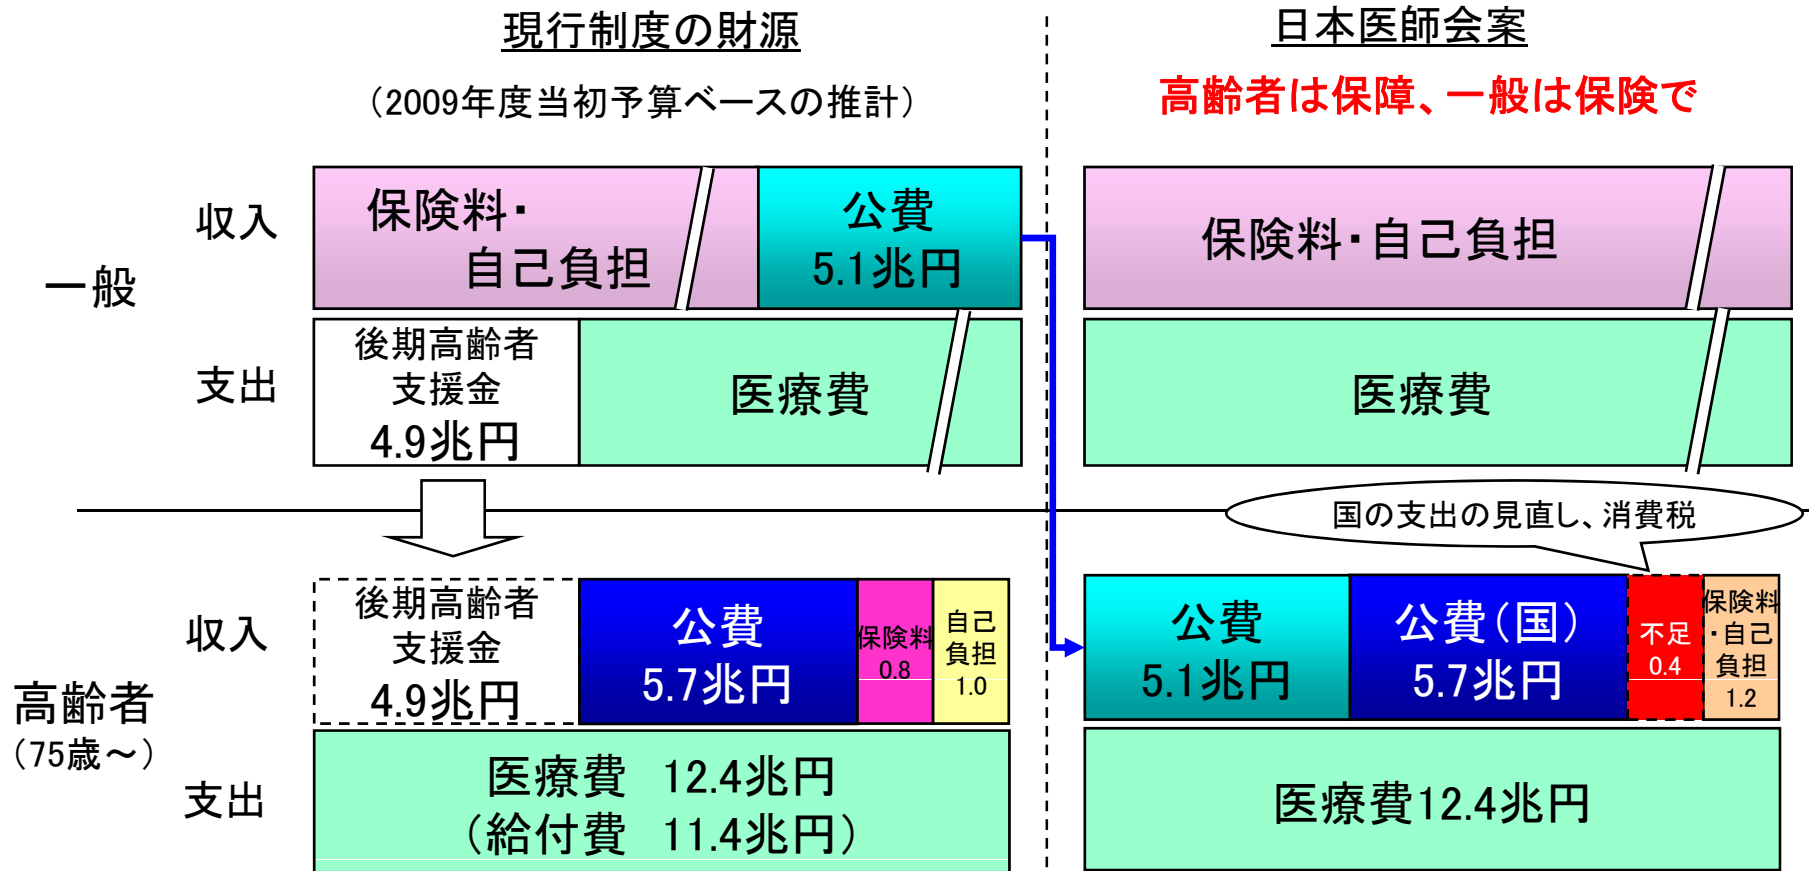 現行制度の財源
（2009年度当初予算ベースの推計）
日本医師会案
高齢者は保障、一般は保険で
一般
収入
保険料・
自己負担
公費
5.1兆円
支出
後期高齢者
支援金
4.9兆円
医療費
保険料・自己負担
医療費
国の支出の見直し、消費税
高齢者
（75歳～）
収入
後期高齢者
支援金
4.9兆円
公費
5.7兆円
保険料
0.8
自己
負担
1.0
支出
医療費　12.4兆円
（給付費　11.4兆円）
公費
5.1兆円
公費（国）
5.7兆円
不足
0.4
保険料
・自己
負担
1.2
医療費12.4兆円